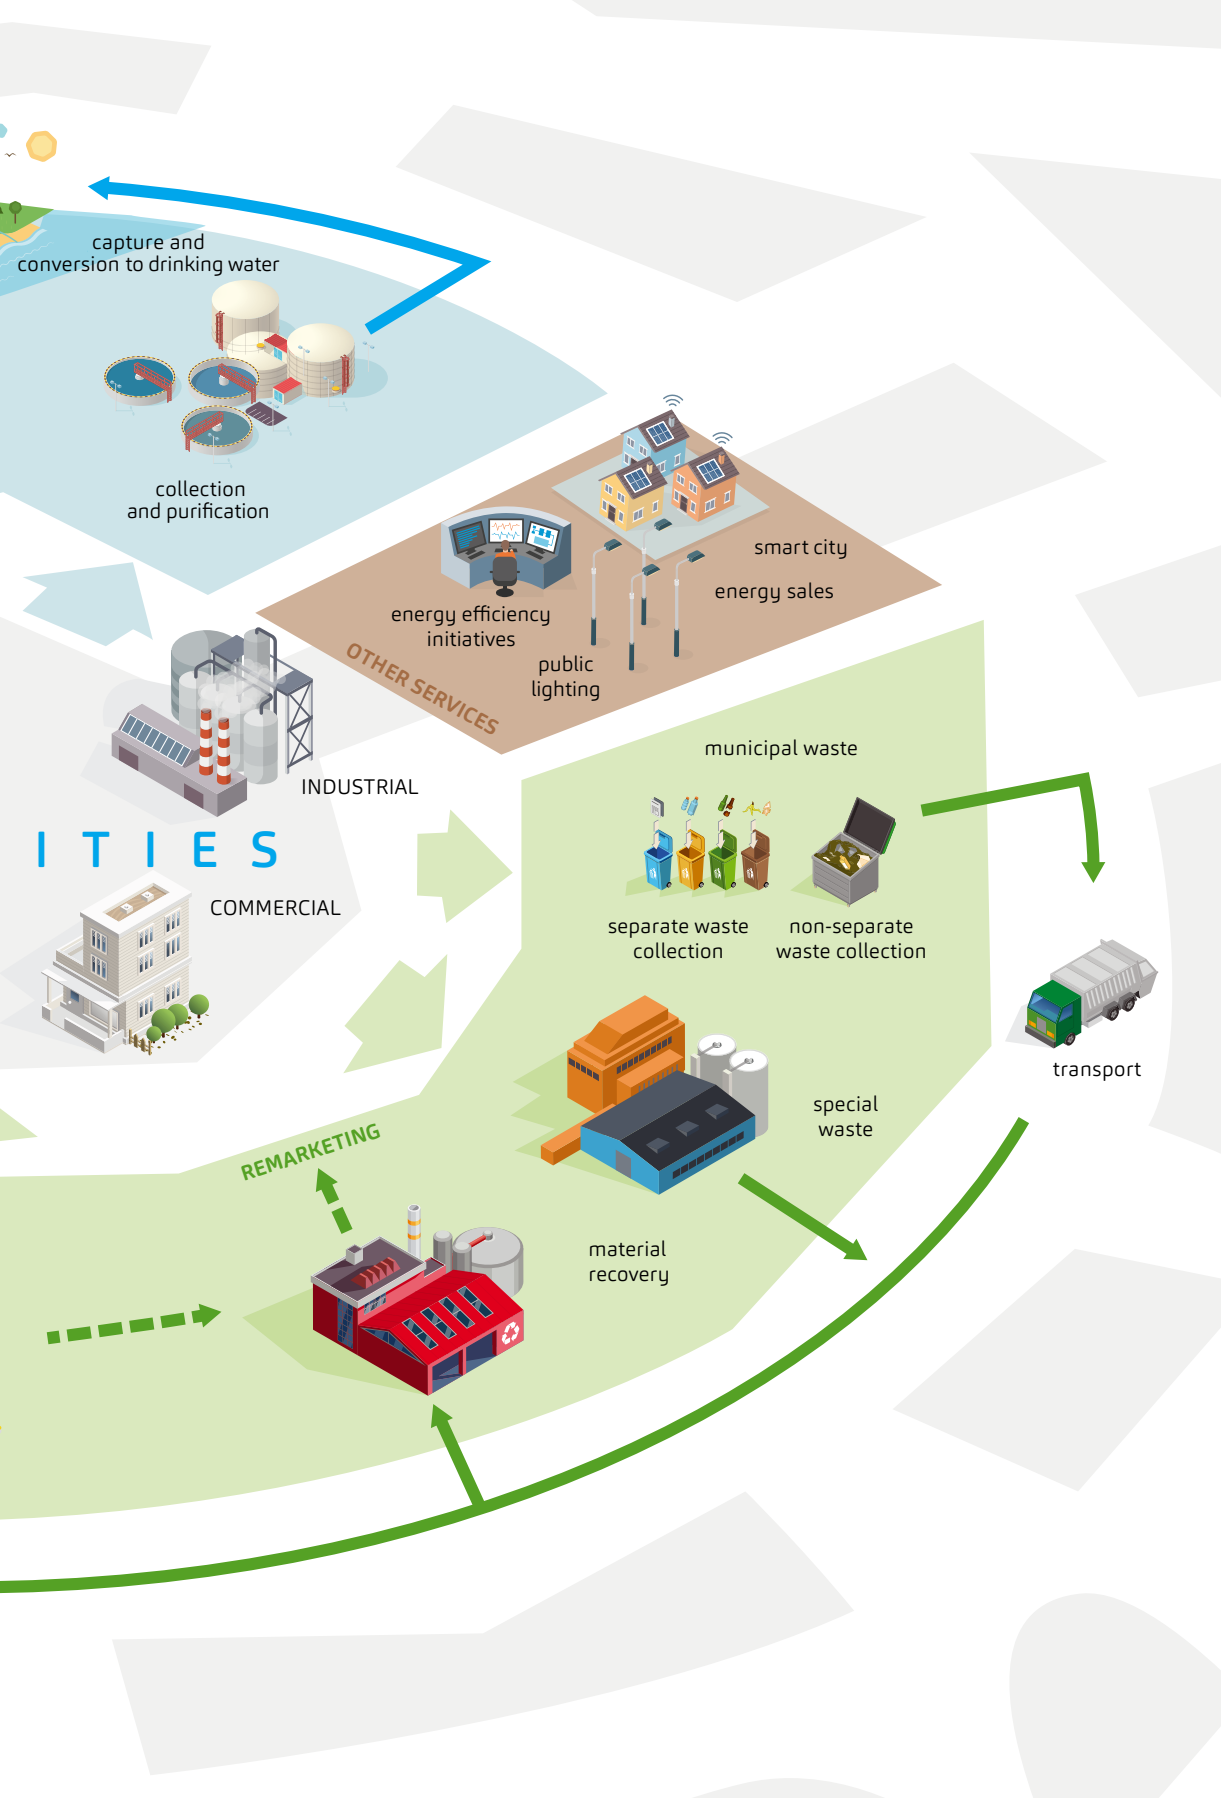 capture and
conversion to drinking water
collection
and purification
smart city
energy sales
energy efficiency
initiatives
public
lighting
OTHER SERVICES
municipal waste
INDUSTRIAL
ITIES
COMMERCIAL
separate waste
collection
non-separate
waste collection
transport
special
waste
REMARKETING
material
recovery